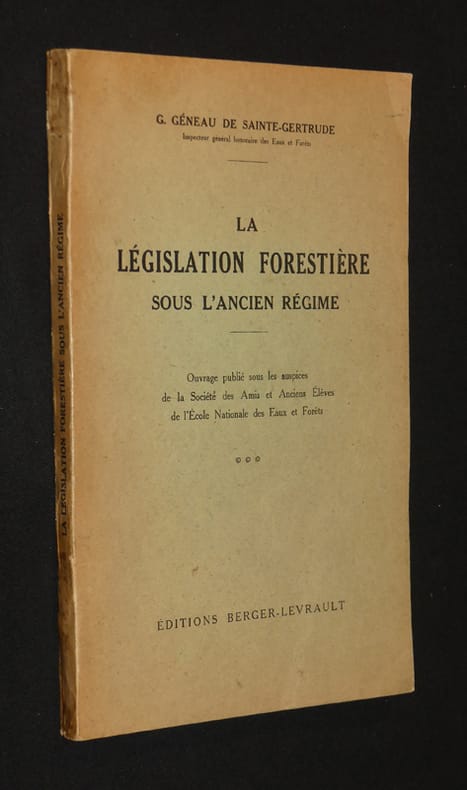 G. GÉNEAU DE SAINTE-GERTRUDE
Inspecteur général honoraire des Eaux et Forêts
LA
LÉGISLATION FORESTIÈRE
SOUS L'ANCIEN RÉGIME
Ouvrage publié sous les auspices
de la Société des Amis et Anciens Élèves
de l'École Nationale des Eaux et Forêts
ÉDITIONS BERGER-LEVRAULT
LA LÉGISLATION FORESTIÈRE SOUS L'ANCIEN RÉGIME